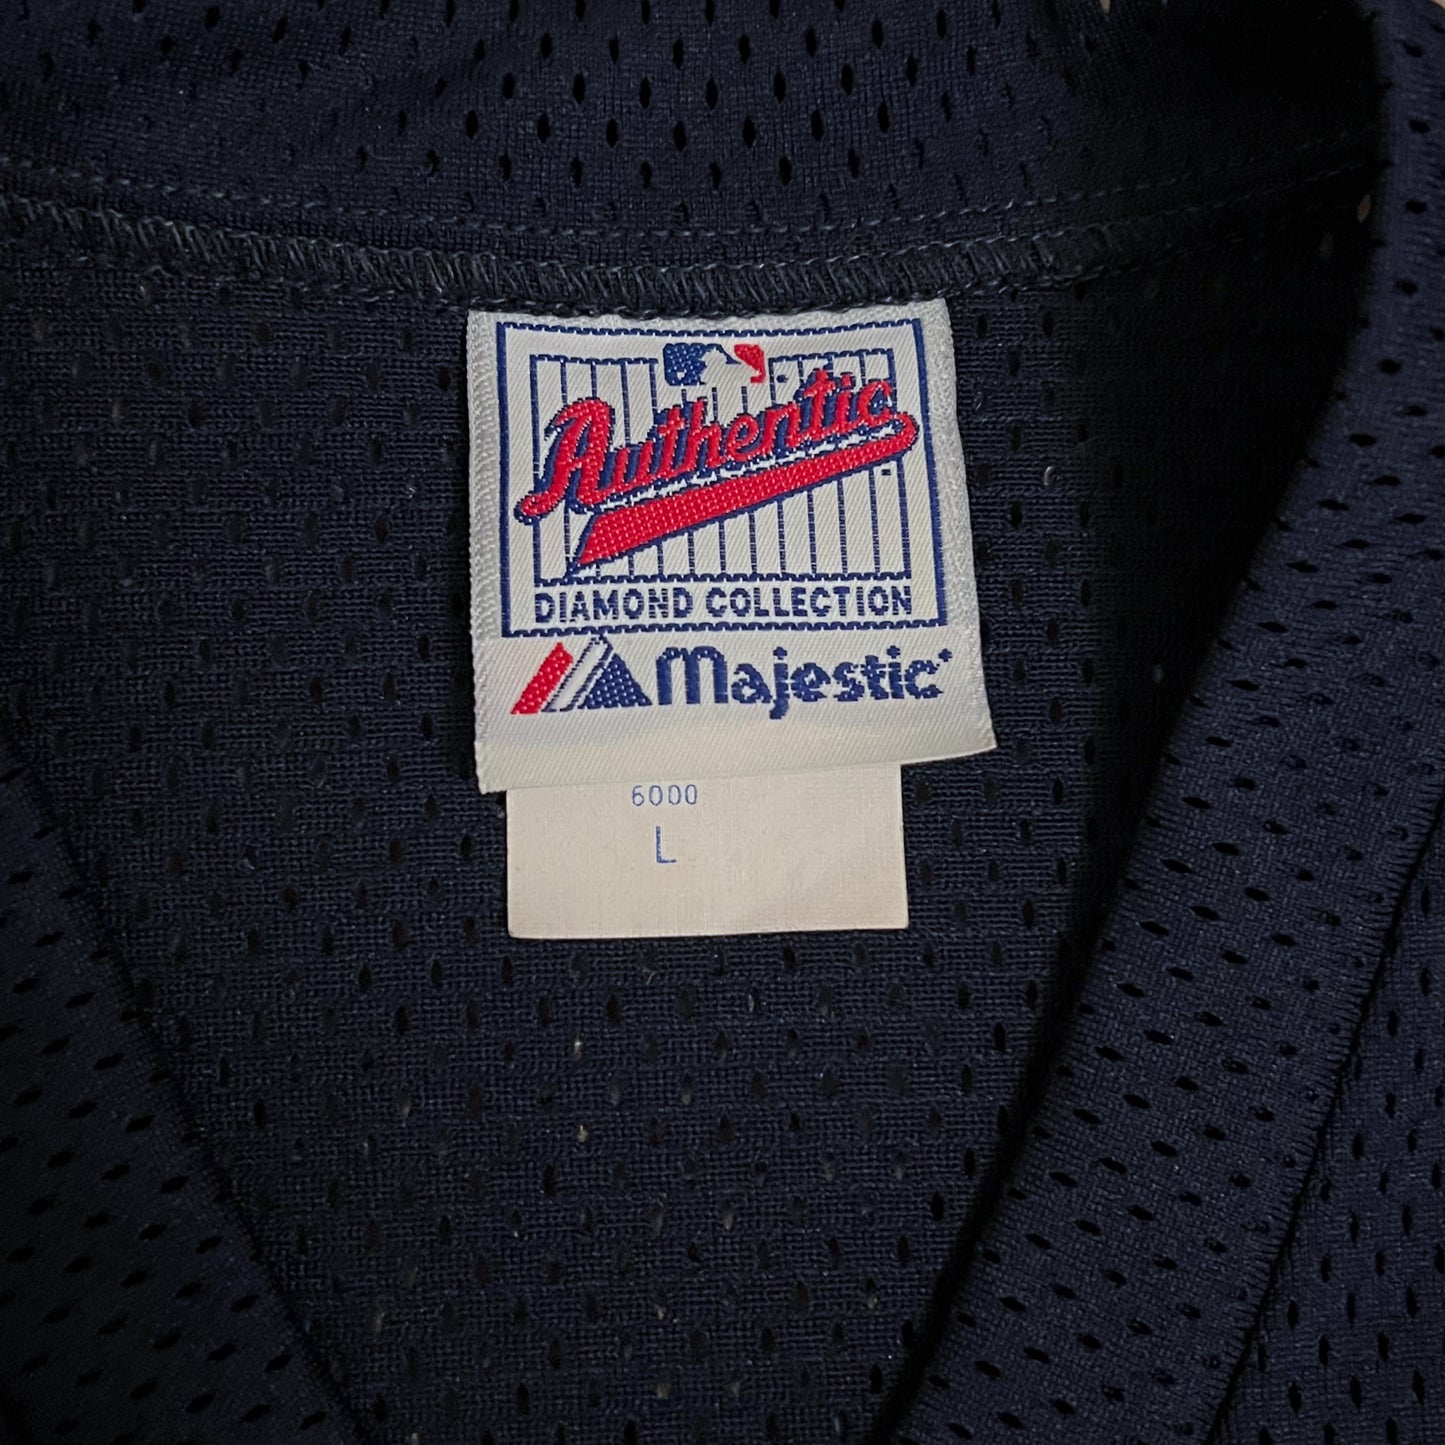 Authentic
DIAMOND COLLECTION
Majestic
6000
L